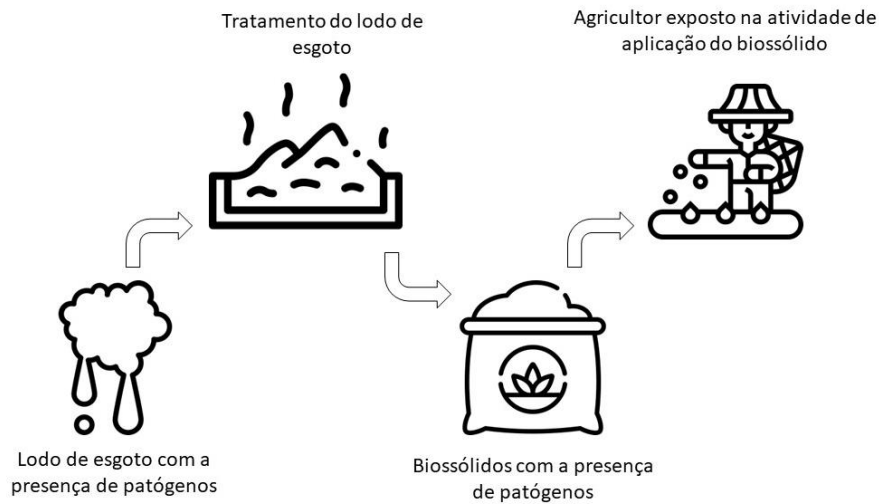 Tratamento do lodo de
esgoto
Agricultor exposto na atividade de
aplicação do biossólido
Lodo de esgoto com a
presença de patógenos
Biossólidos com a presença
de patógenos